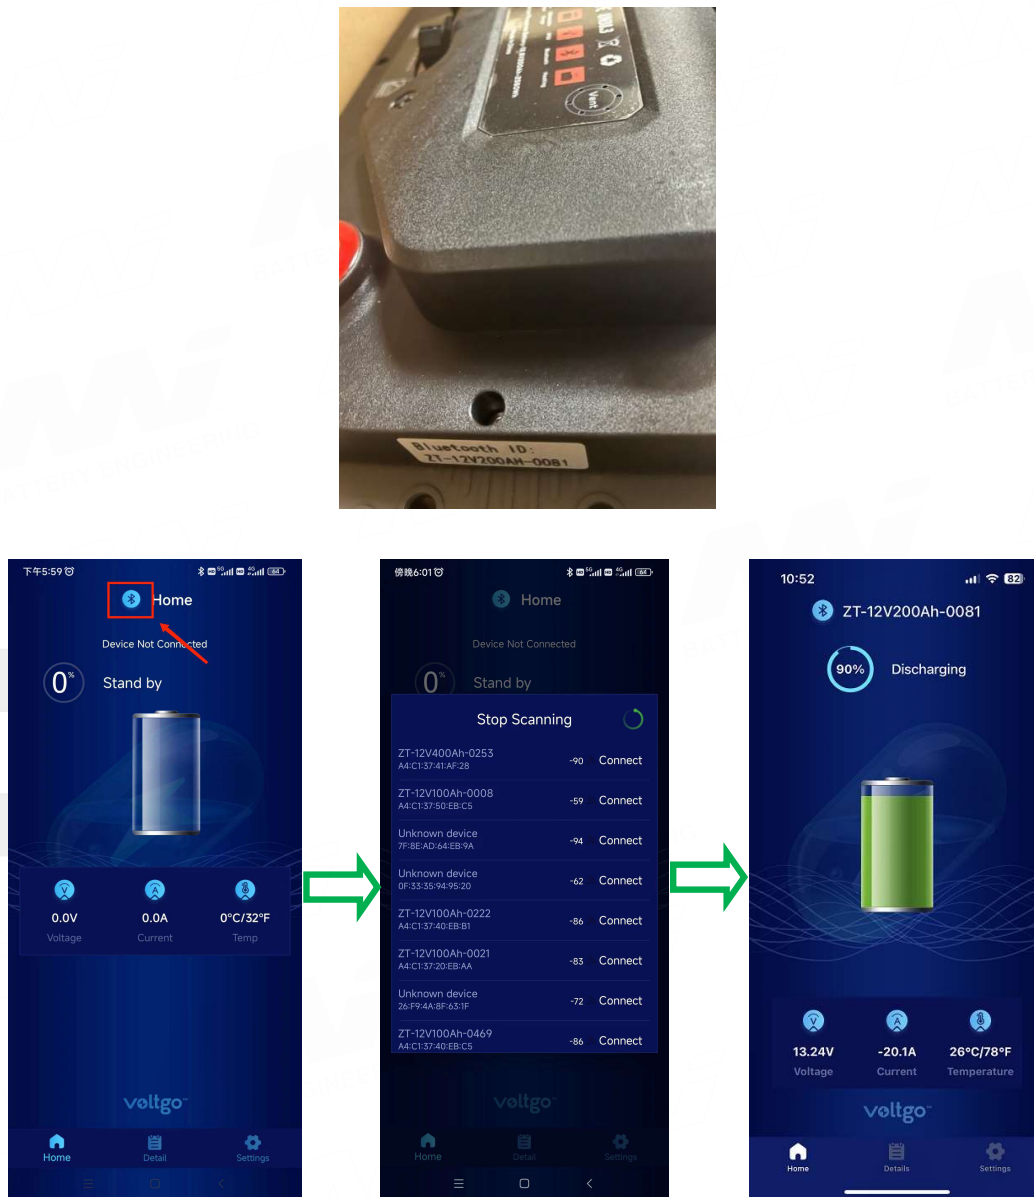 Vent
Bluetooth ID:
ZT-12V200AH-0081
下午5:59
5G
4G
64
Home
Device Not Connected
0%
Stand by
0.0V
0.0A
0°C/32°F
Voltage
Current
Temp
voltgo
Home
Detail
Settings
傍晚6:01
5G
4G
64
Home
Device Not Connected
0%
Stand by
Stop Scanning
ZT-12V400Ah-0253
A4:C1:37:41:AF:28
-90 Connect
ZT-12V100Ah-0008
A4:C1:37:50:EB:C5
-59 Connect
Unknown device
7F:8E:AD:64:EB:9A
-94 Connect
Unknown device
0F:33:35:94:95:20
-62 Connect
ZT-12V100Ah-0222
A4:C1:37:40:EB:B1
-86 Connect
ZT-12V100Ah-0021
A4:C1:37:20:EB:AA
-83 Connect
Unknown device
26:F9:4A:8F:63:1F
-72 Connect
ZT-12V100Ah-0469
A4:C1:37:40:EB:C5
-86 Connect
voltgo
Home
Detail
Settings
10:52
82
ZT-12V200Ah-0081
90%
Discharging
13.24V
-20.1A
26°C/78°F
Voltage
Current
Temperature
voltgo
Home
Details
Settings